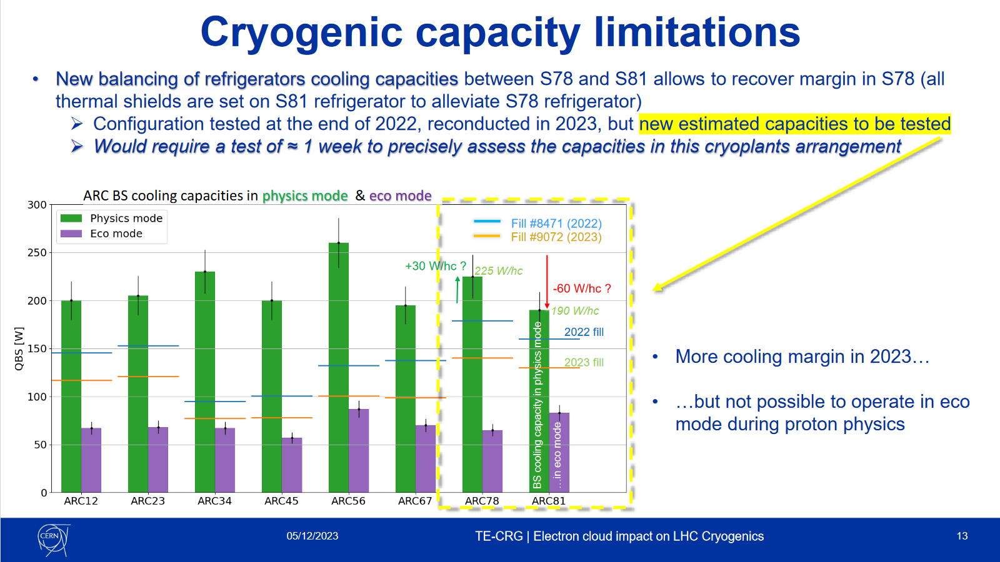 Cryogenic capacity limitations
• New balancing of refrigerators cooling capacities between S78 and S81 allows to recover margin in S78 (all
thermal shields are set on S81 refrigerator to alleviate S78 refrigerator)
➢ Configuration tested at the end of 2022, reconducted in 2023, but new estimated capacities to be tested
➢ Would require a test of ≈ 1 week to precisely assess the capacities in this cryoplants arrangement
ARC BS cooling capacities in physics mode & eco mode
300
250
200
150
100
50
0
QBS [W]
Physics mode
Eco mode
Fill #8471 (2022)
Fill #9072 (2023)
+30 W/hc ?
225 W/hc
-60 W/hc ?
190 W/hc
2022 fill
2023 fill
BS cooling capacity in physics mode
…in eco mode
ARC12
ARC23
ARC34
ARC45
ARC56
ARC67
ARC78
ARC81
• More cooling margin in 2023…
• …but not possible to operate in eco
mode during proton physics
CERN
05/12/2023
TE-CRG | Electron cloud impact on LHC Cryogenics
13